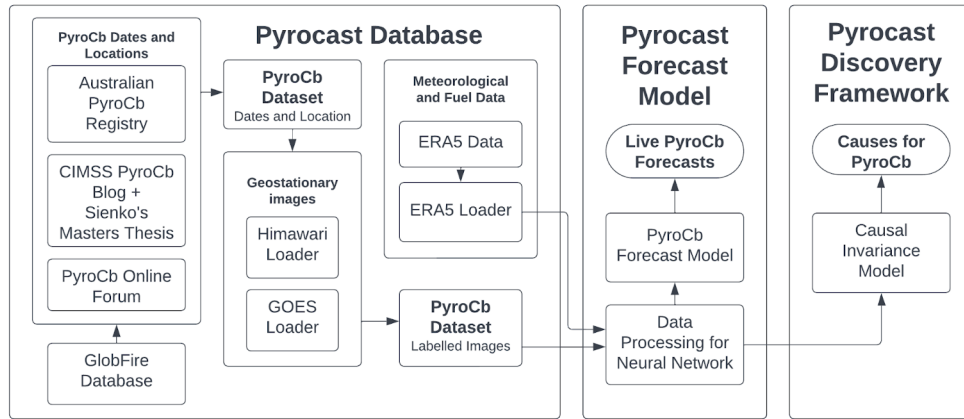 Pyrocast Database
PyroCb Dates and
Locations
Australian
PyroCb
Registry
CIMSS PyroCb
Blog +
Sienko's
Masters Thesis
PyroCb Online
Forum
GlobFire
Database
PyroCb
Dataset
Dates and Location
Geostationary
images
Himawari
Loader
GOES
Loader
Meteorological
and Fuel Data
ERA5 Data
ERA5 Loader
PyroCb
Dataset
Labelled Images
Pyrocast
Forecast
Model
Live PyroCb
Forecasts
PyroCb
Forecast Model
Data
Processing for
Neural Network
Pyrocast
Discovery
Framework
Causes for
PyroCb
Causal
Invariance
Model